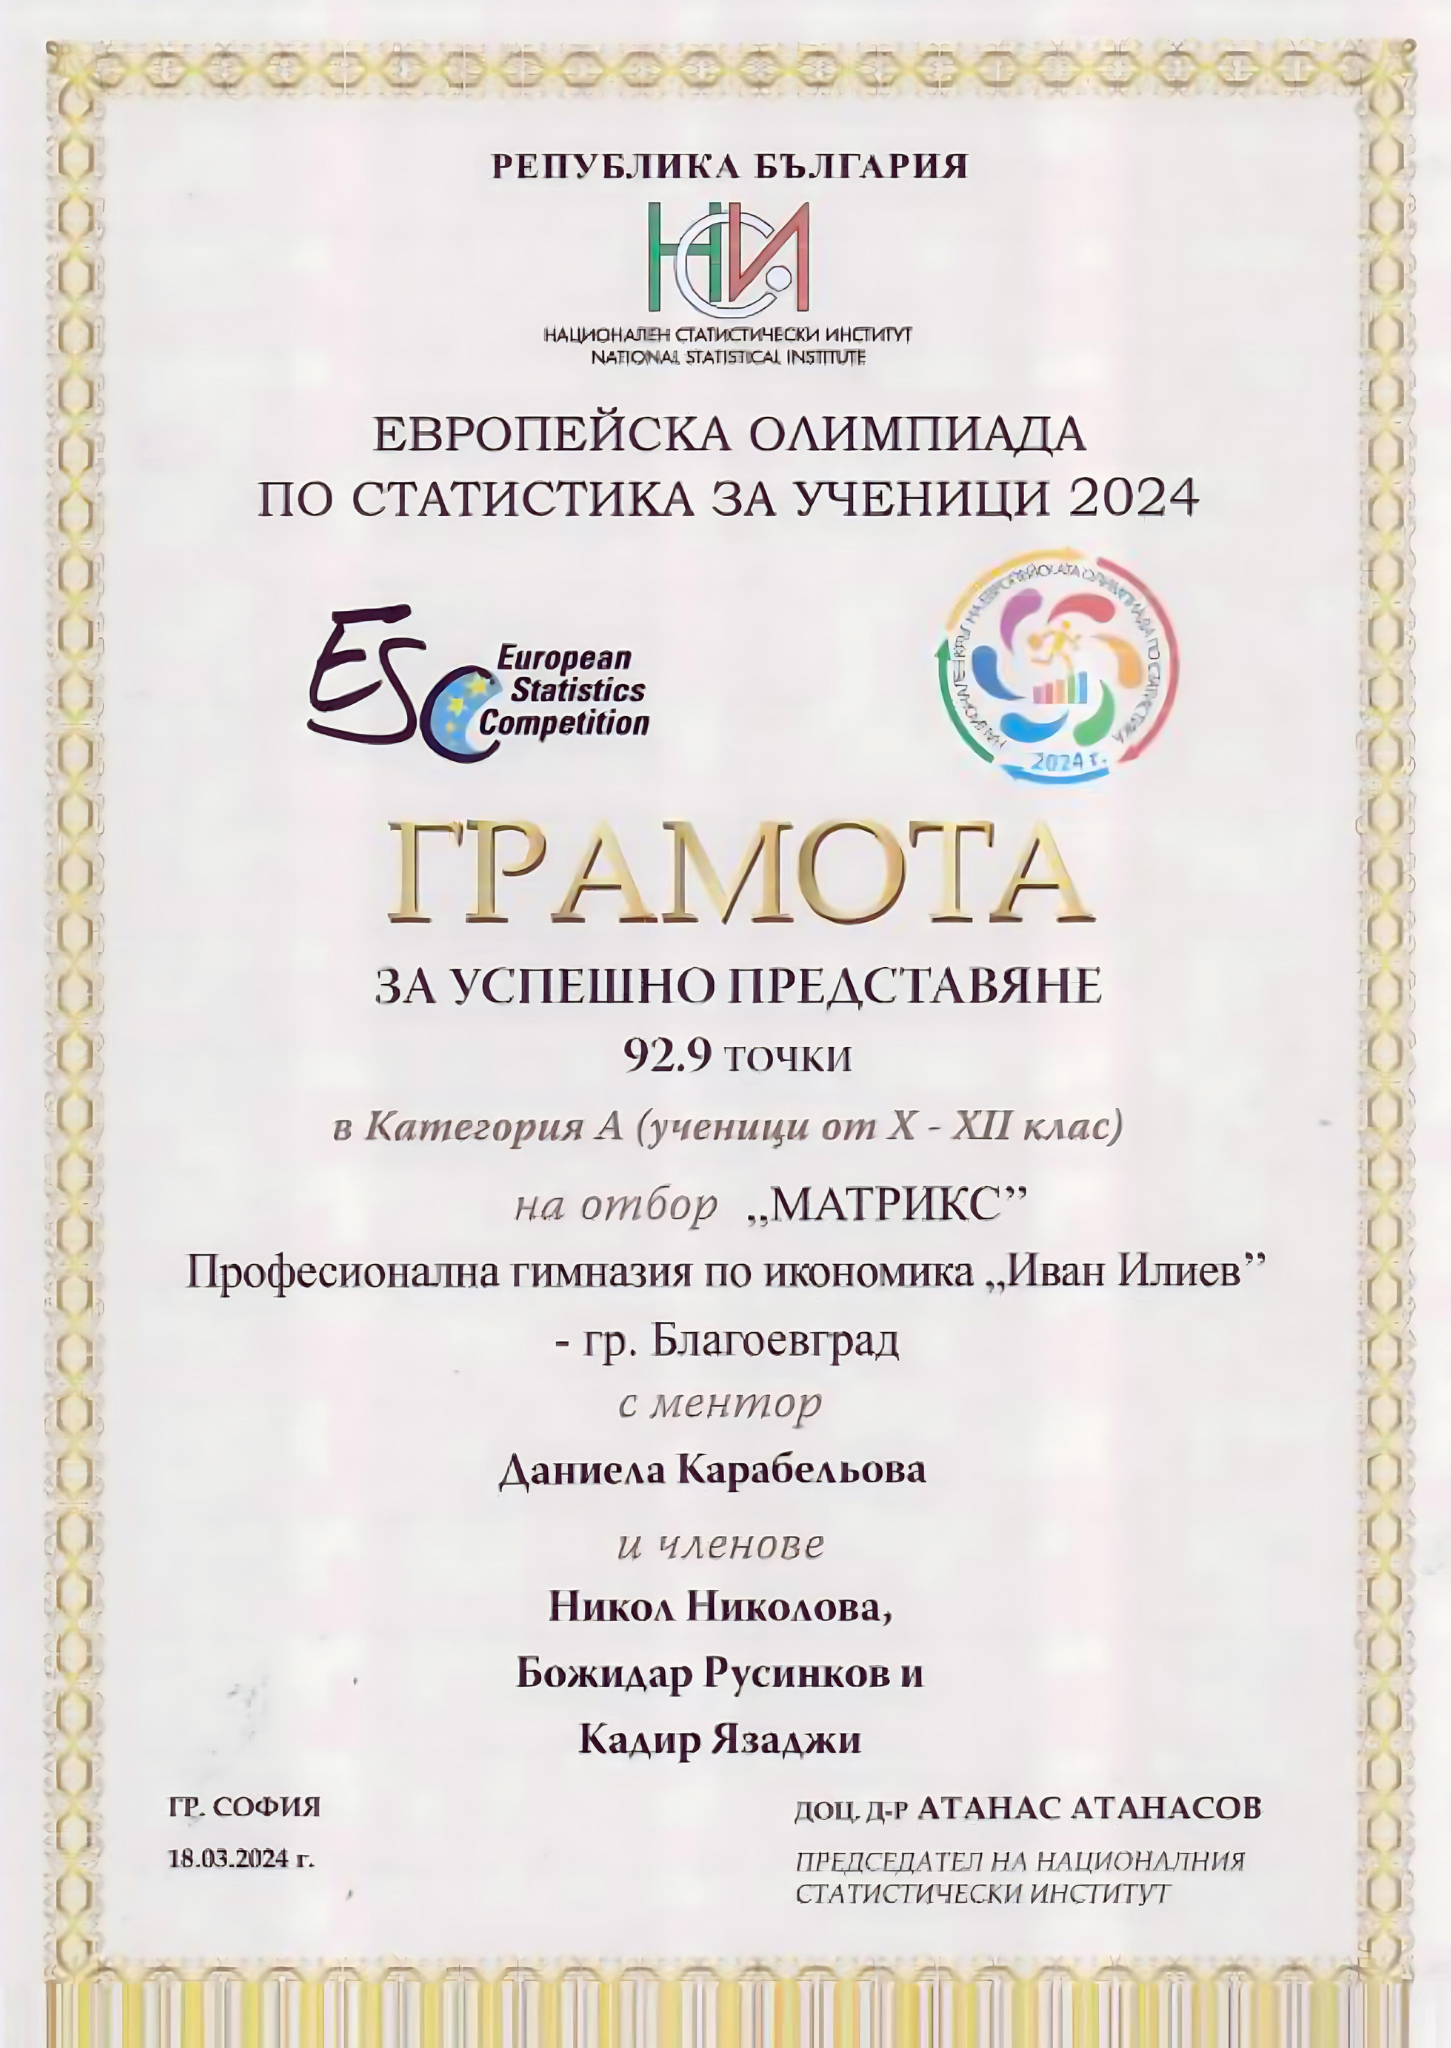 РЕПУБЛИКА БЪЛГАРИЯ
НСИ
НАЦИОНАЛЕН СТАТИСТИЧЕСКИ ИНСТИТУТ
NATIONAL STATISTICAL INSTITUTE
ЕВРОПЕЙСКА ОЛИМПИАДА
ПО СТАТИСТИКА ЗА УЧЕНИЦИ 2024
ESC
European
Statistics
Competition
НАЦИОНАЛЕН КРЪГ НА ЕВРОПЕЙСКАТА ОЛИМПИАДА ПО СТАТИСТИКА
2024 г.
ГРАМОТА
ЗА УСПЕШНО ПРЕДСТАВЯНЕ
92.9 ТОЧКИ
в Категория А (ученици от X - XII клас)
на отбор „МАТРИКС”
Професионална гимназия по икономика „Иван Илиев”
- гр. Благоевград
с ментор
Даниела Карабельова
и членове
Никол Николова,
Божидар Русинков и
Кадир Язаджи
ГР. СОФИЯ
18.03.2024 г.
ДОЦ. Д-Р АТАНАС АТАНАСОВ
ПРЕДСЕДАТЕЛ НА НАЦИОНАЛНИЯ
СТАТИСТИЧЕСКИ ИНСТИТУТ